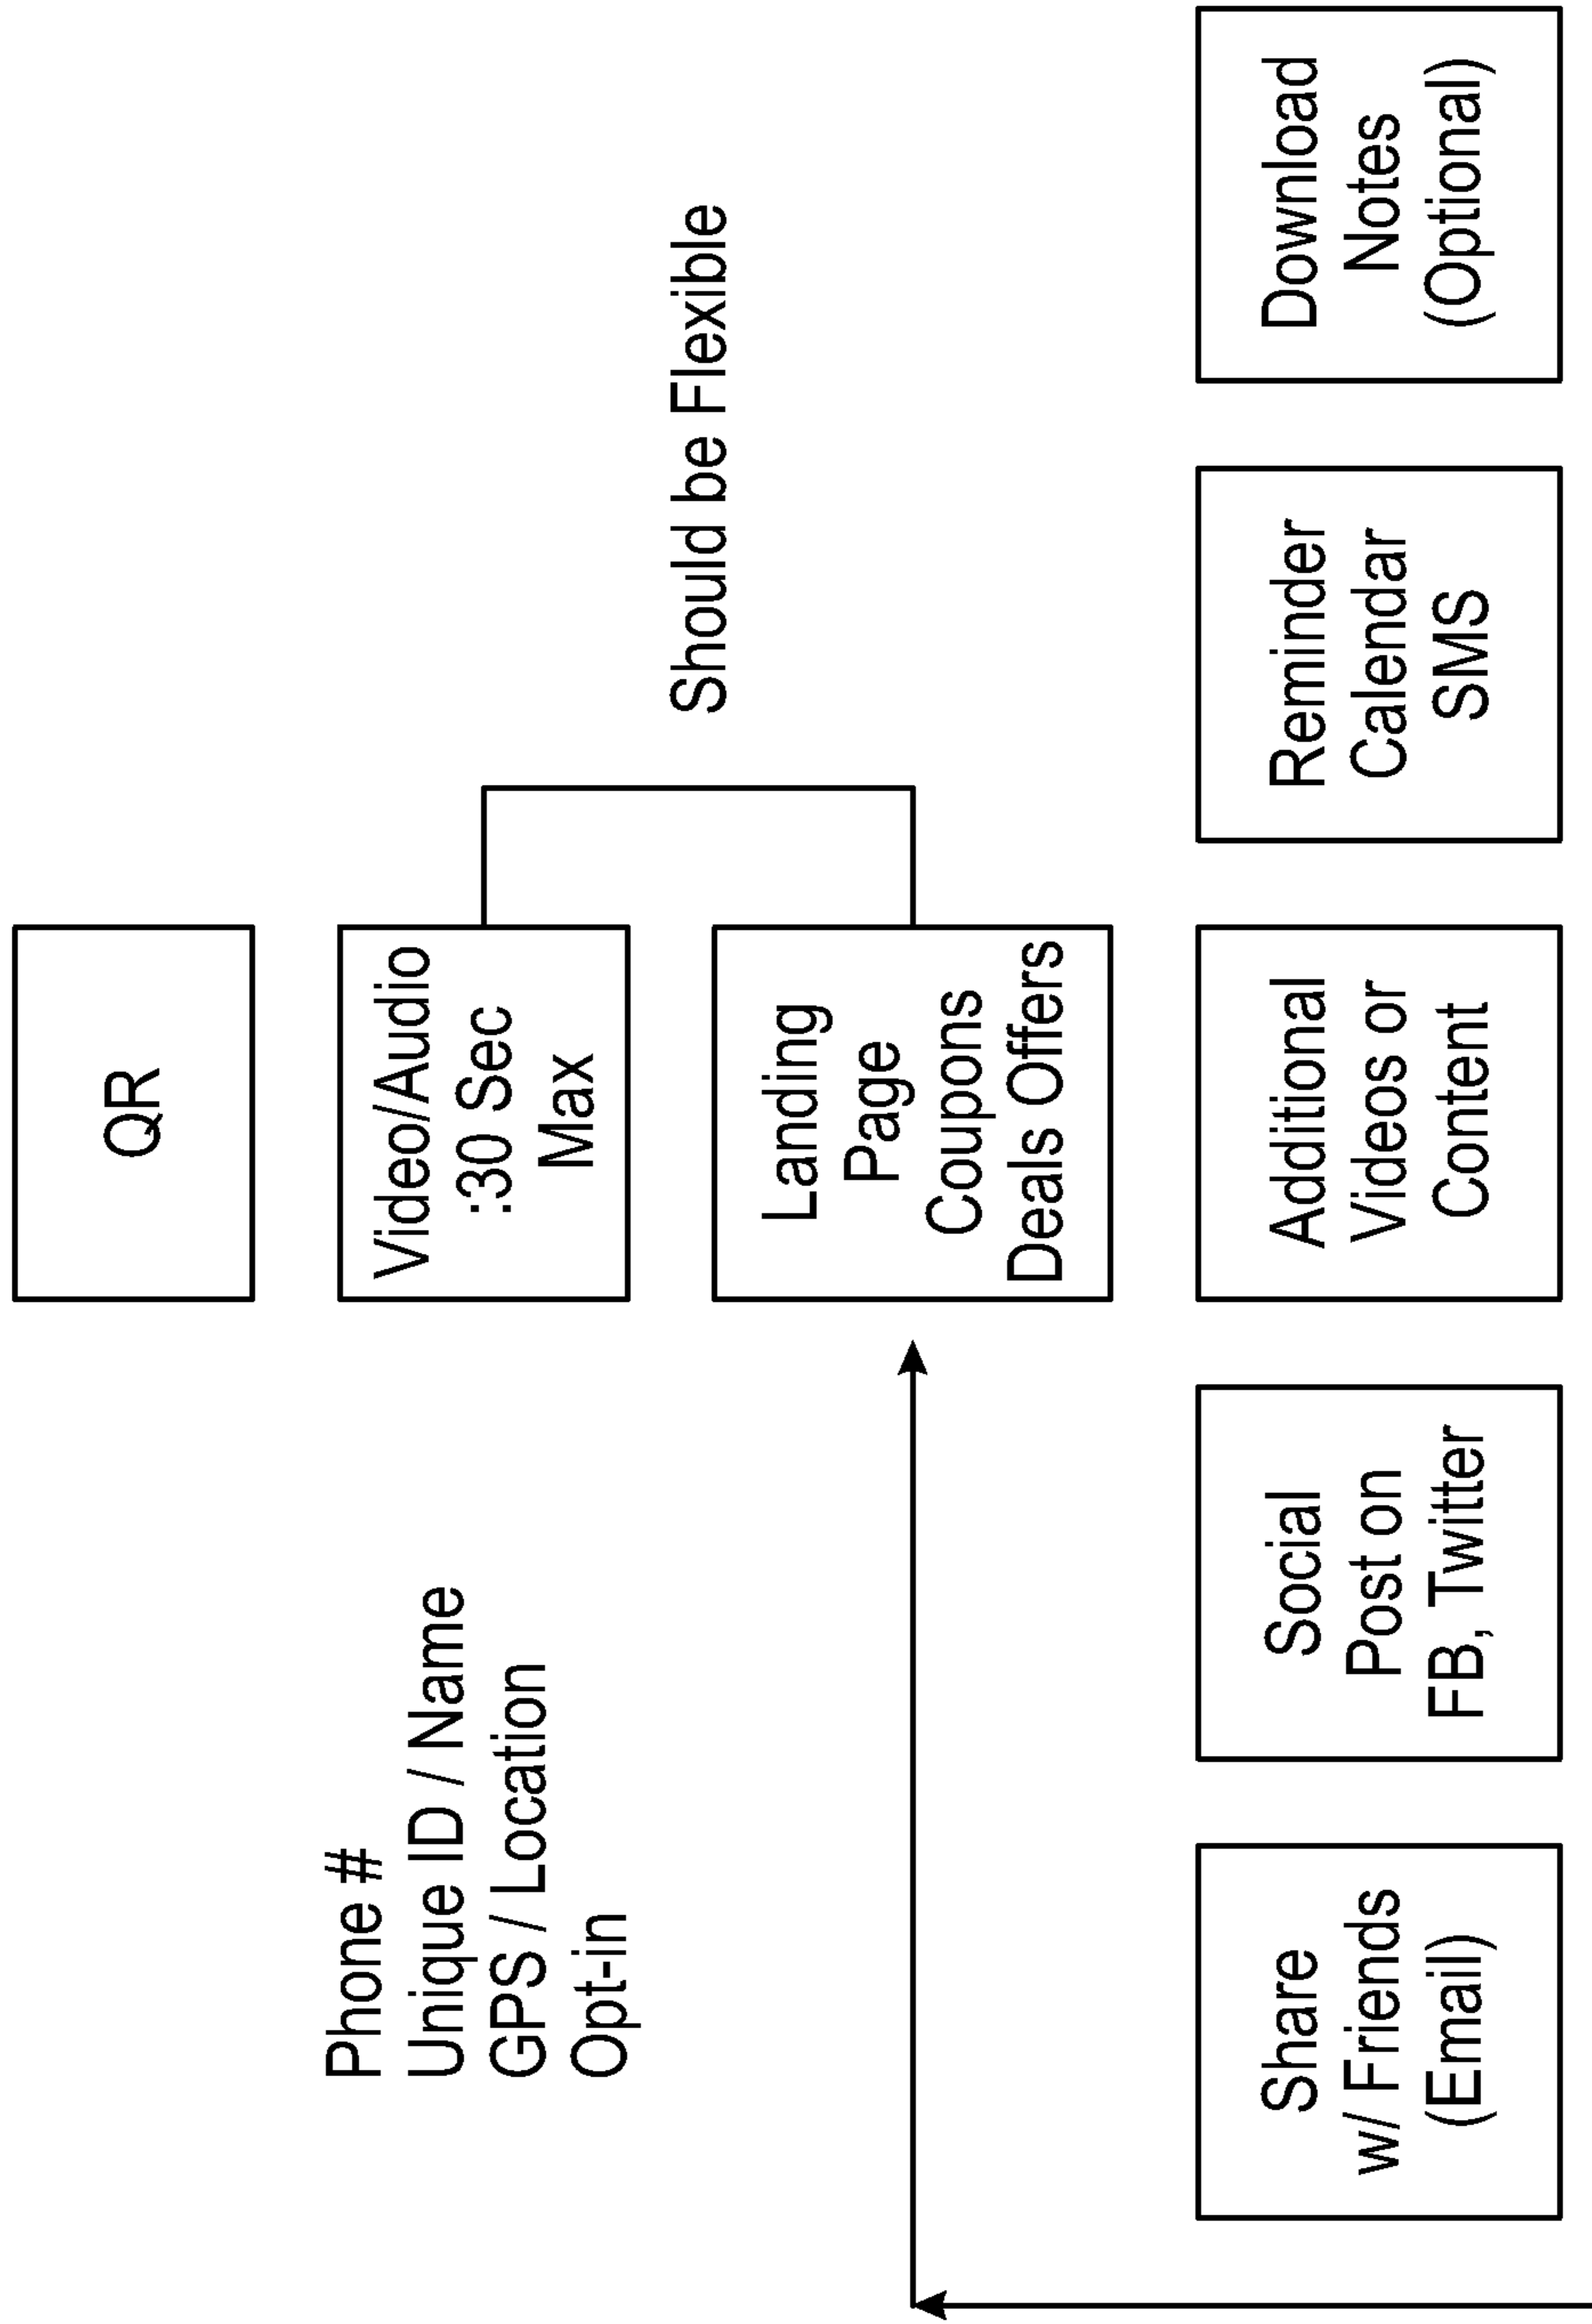 QR
Phone #
Unique ID / Name
GPS / Location
Opt-in
Video/Audio
:30 Sec
Max
Should be Flexible
Landing
Page
Coupons
Deals Offers
Share
w/ Friends
(Email)
Social
Post on
FB, Twitter
Additional
Videos or
Content
Reminder
Calendar
SMS
Download
Notes
(Optional)